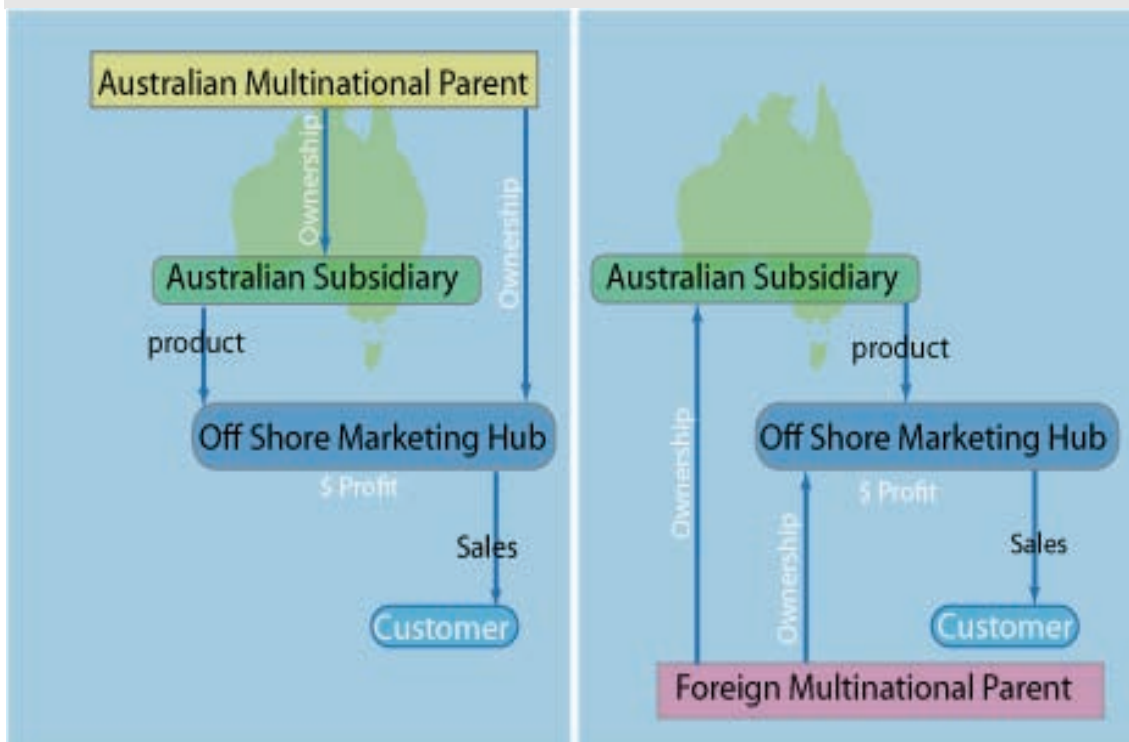 Australian Multinational Parent
Ownership
Ownership
Australian Subsidiary
product
Off Shore Marketing Hub
$ Profit
Sales
Customer
Australian Subsidiary
product
Ownership
Off Shore Marketing Hub
$ Profit
Ownership
Sales
Customer
Foreign Multinational Parent